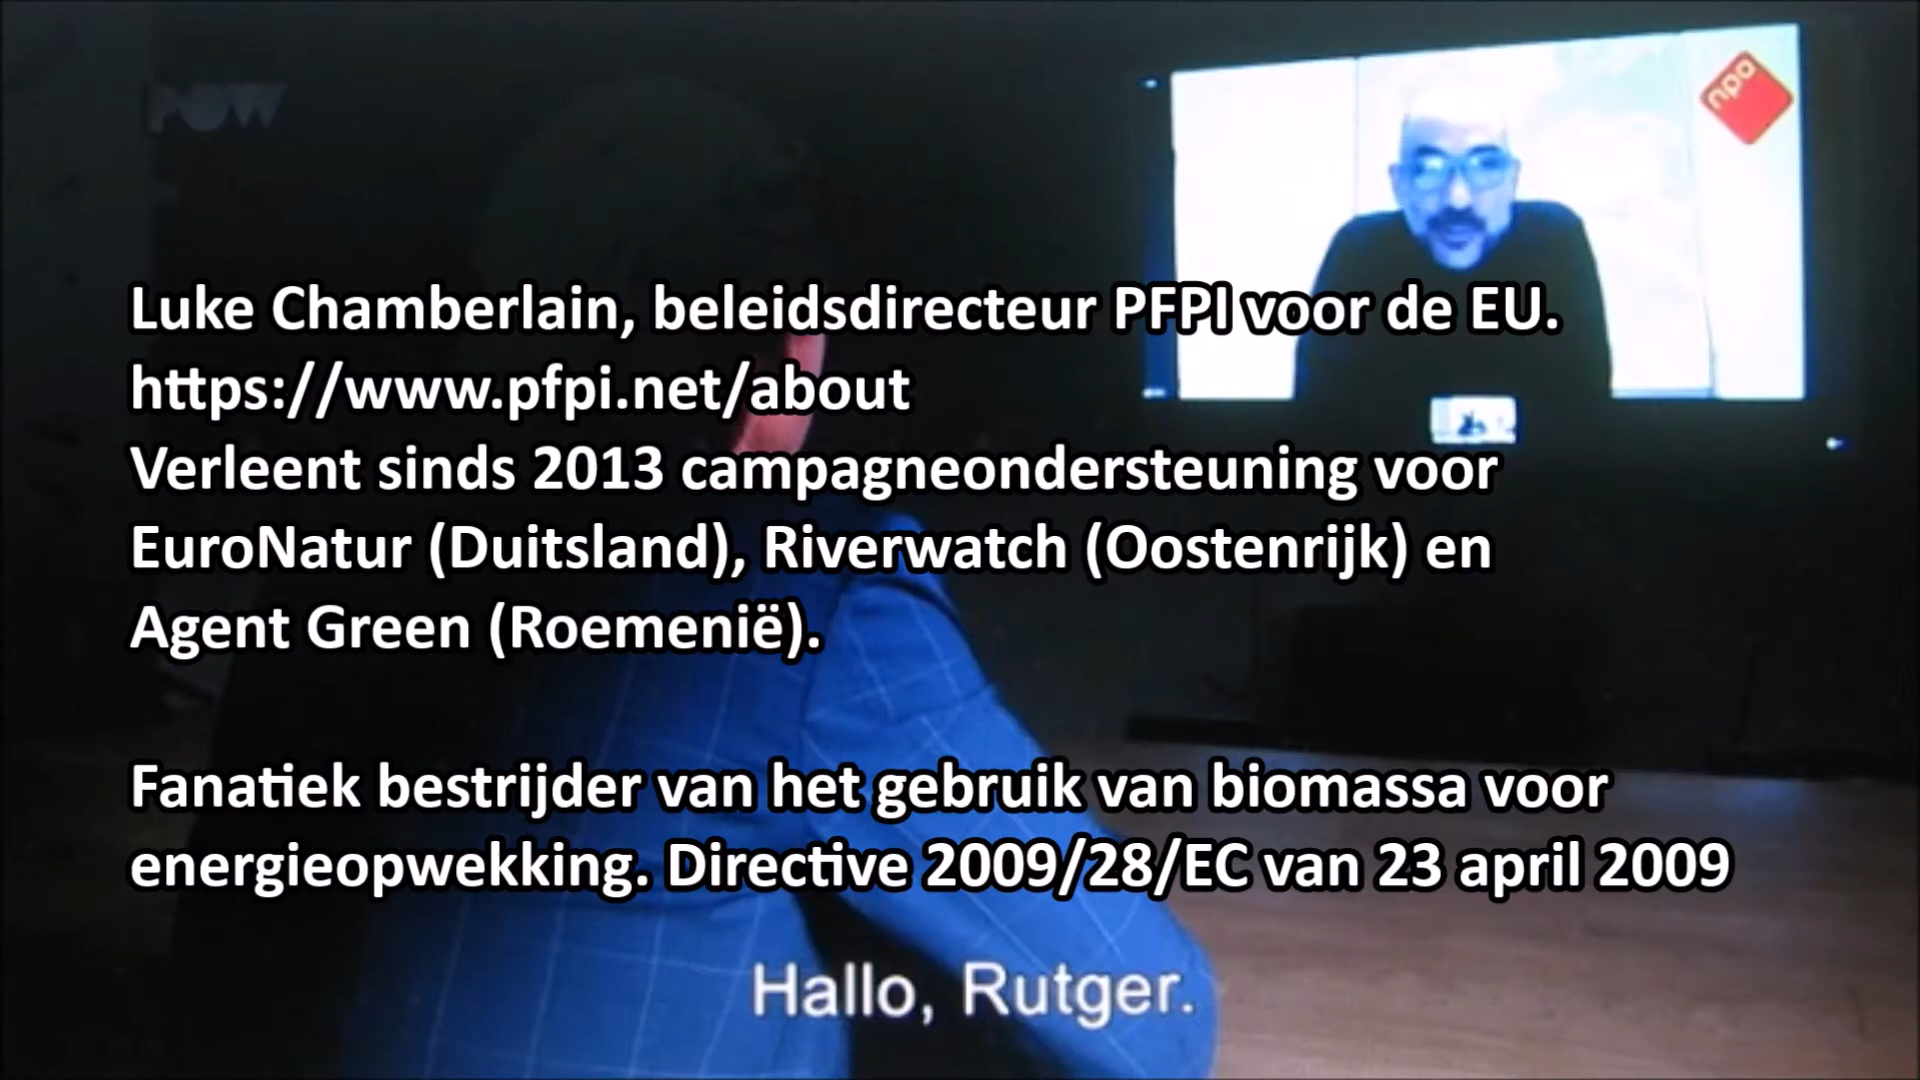 POW
npo
Luke Chamberlain, beleidsdirecteur PFPI voor de EU.
https://www.pfpi.net/about
Verleent sinds 2013 campagneondersteuning voor
EuroNatur (Duitsland), Riverwatch (Oostenrijk) en
Agent Green (Roemenië).
Fanatiek bestrijder van het gebruik van biomassa voor
energieopwekking. Directive 2009/28/EC van 23 april 2009
Hallo, Rutger.